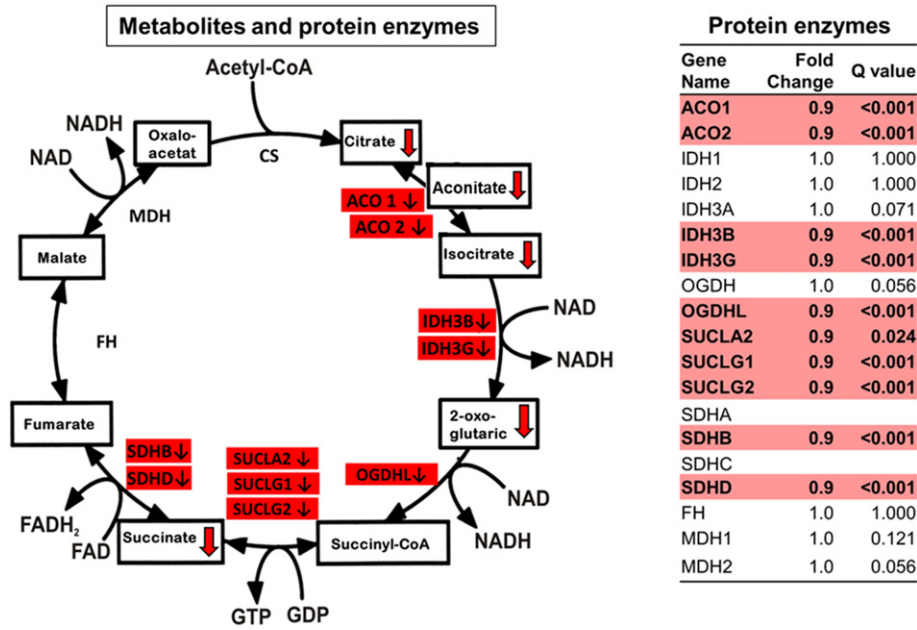 Metabolites and protein enzymes
Acetyl-CoA
NADH
NAD
Oxalo-
acetat
CS
Citrate
Aconitate
MDH
ACO 1 ↓
ACO 2 ↓
Malate
Isocitrate
FH
IDH3B↓
IDH3G↓
NAD
NADH
Fumarate
2-oxo-
glutaric
SDHB↓
SDHD↓
SUCLA2 ↓
SUCLG1 ↓
SUCLG2 ↓
OGDHL↓
NAD
NADH
FADH₂
FAD
Succinate
Succinyl-CoA
GTP
GDP
Protein enzymes
Gene Name Fold Change Q value
ACO1 0.9 <0.001
ACO2 0.9 <0.001
IDH1 1.0 1.000
IDH2 1.0 1.000
IDH3A 1.0 0.071
IDH3B 0.9 <0.001
IDH3G 0.9 <0.001
OGDH 1.0 0.056
OGDHL 0.9 <0.001
SUCLA2 0.9 0.024
SUCLG1 0.9 <0.001
SUCLG2 0.9 <0.001
SDHA
SDHB 0.9 <0.001
SDHC
SDHD 0.9 <0.001
FH 1.0 1.000
MDH1 1.0 0.121
MDH2 1.0 0.056